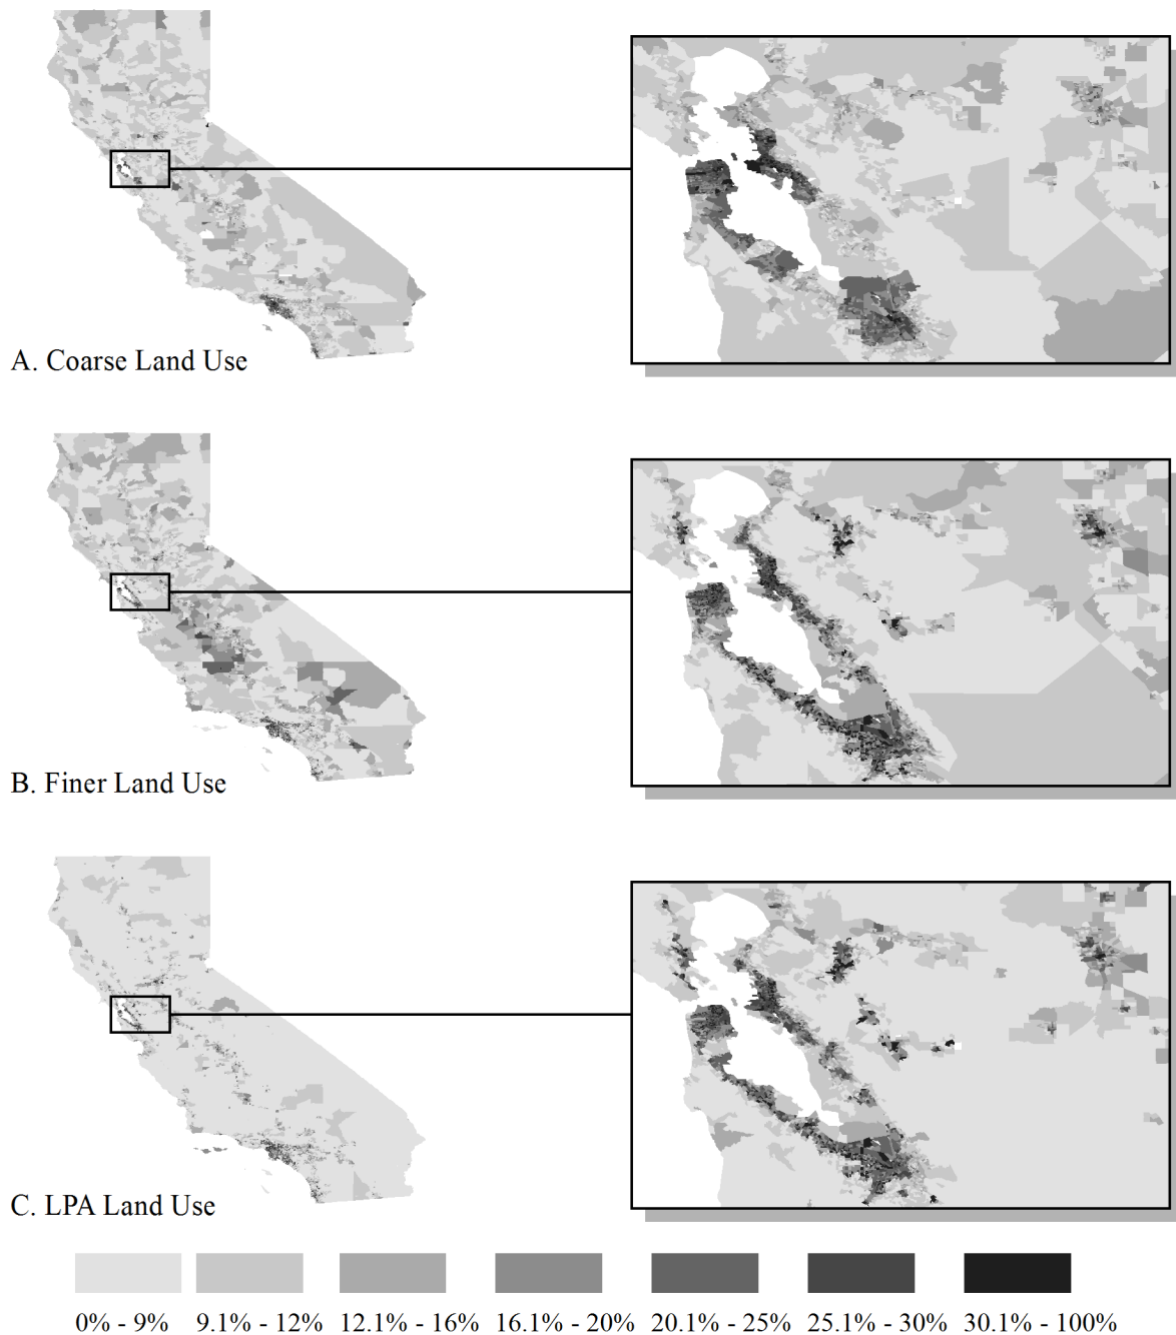 A. Coarse Land Use
B. Finer Land Use
C. LPA Land Use
0% - 9% 9.1% - 12% 12.1% - 16% 16.1% - 20% 20.1% - 25% 25.1% - 30% 30.1% - 100%